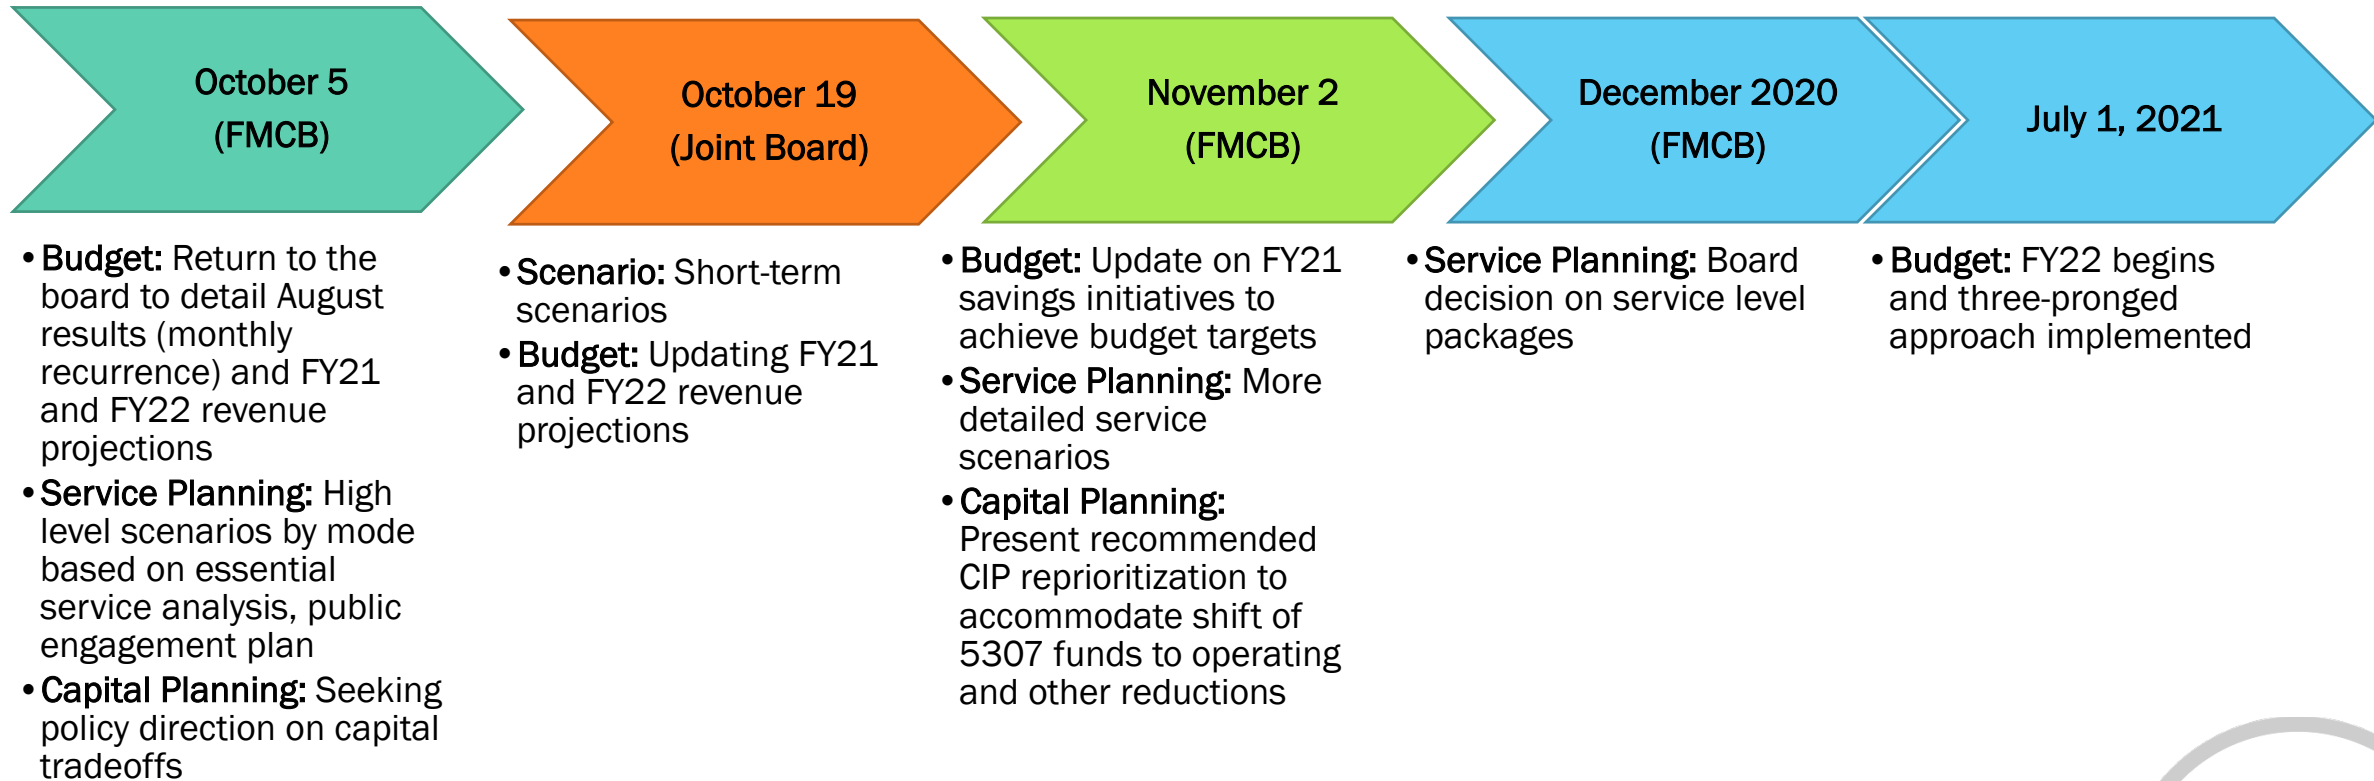 October 5
(FMCB)
• Budget: Return to the
board to detail August
results (monthly
recurrence) and FY21
and FY22 revenue
projections
• Service Planning: High
level scenarios by mode
based on essential
service analysis, public
engagement plan
• Capital Planning: Seeking
policy direction on capital
tradeoffs
October 19
(Joint Board)
• Scenario: Short-term
scenarios
• Budget: Updating FY21
and FY22 revenue
projections
November 2
(FMCB)
• Budget: Update on FY21
savings initiatives to
achieve budget targets
• Service Planning: More
detailed service
scenarios
• Capital Planning:
Present recommended
CIP reprioritization to
accommodate shift of
5307 funds to operating
and other reductions
December 2020
(FMCB)
• Service Planning: Board
decision on service level
packages
July 1, 2021
• Budget: FY22 begins
and three-pronged
approach implemented